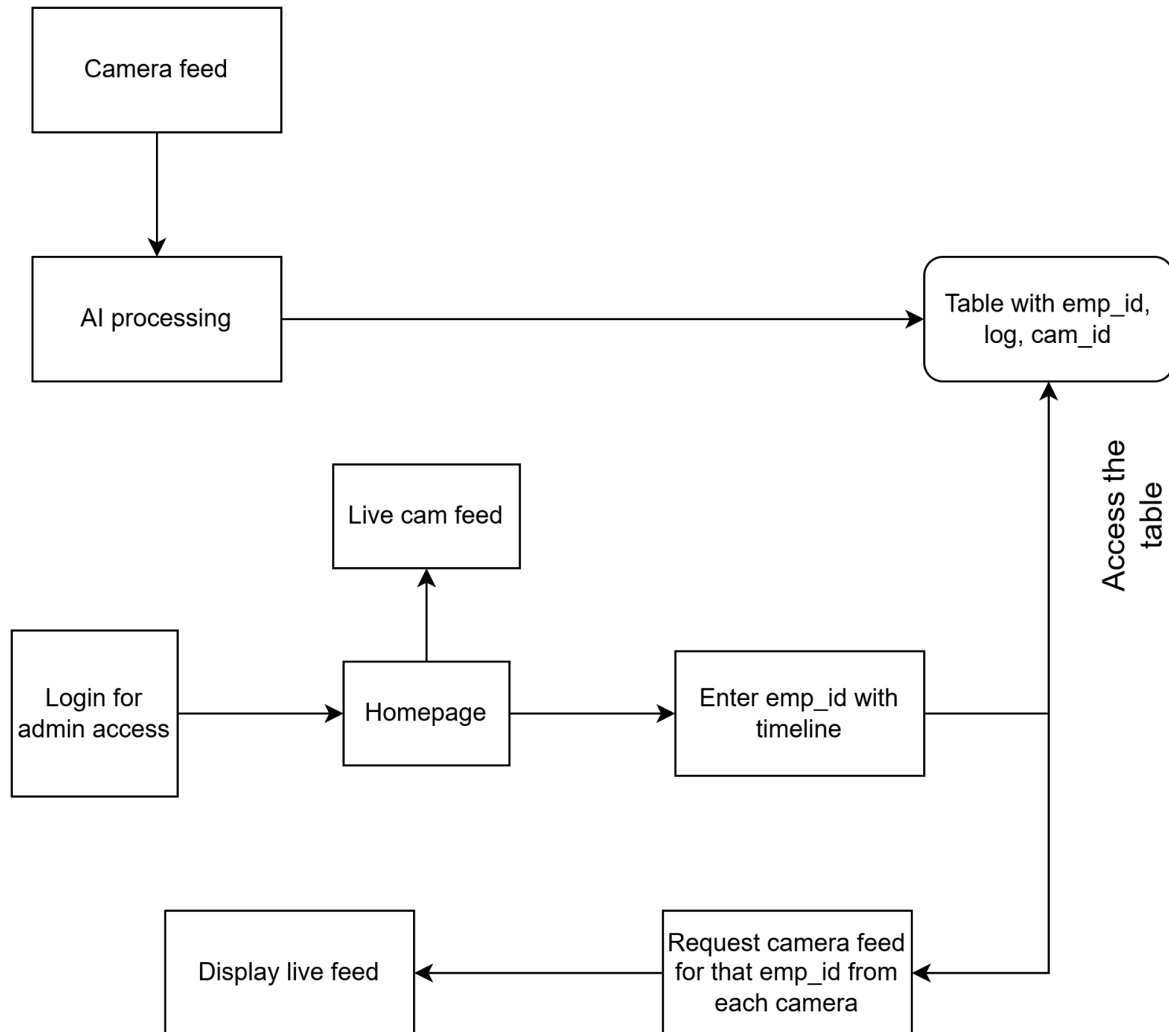 Camera feed
AI processing
Table with emp_id,
log, cam_id
Access the
table
Live cam feed
Login for
admin access
Homepage
Enter emp_id with
timeline
Display live feed
Request camera feed
for that emp_id from
each camera